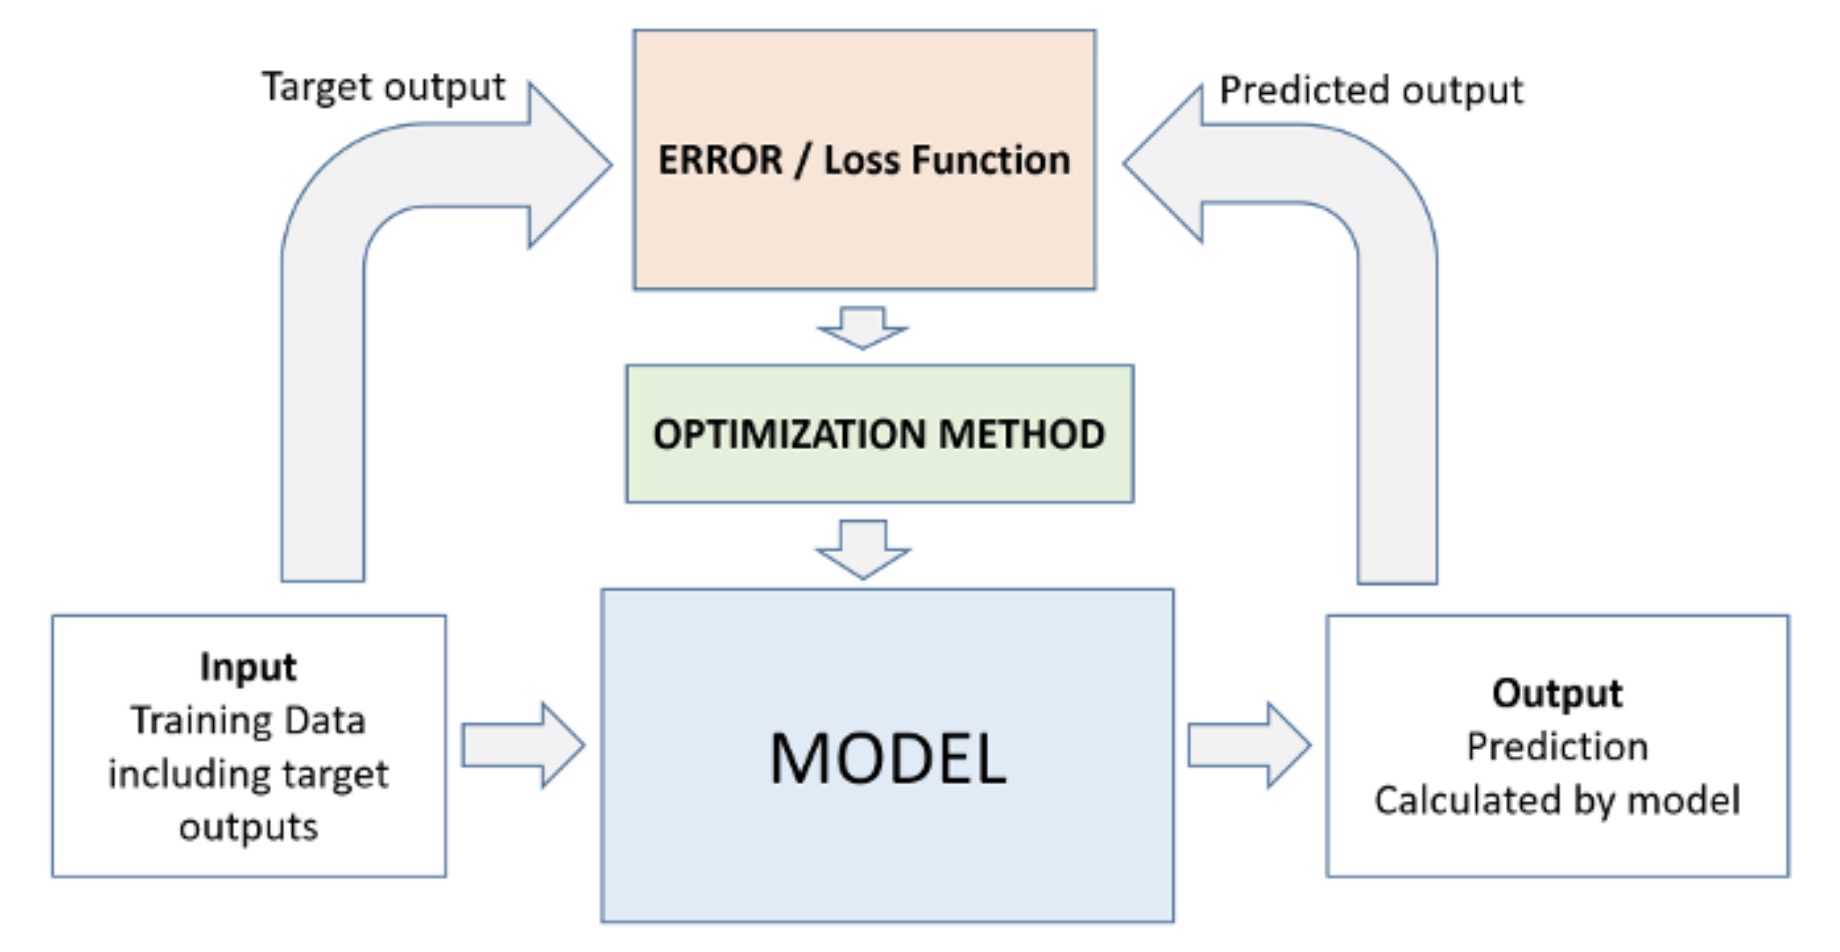 Target output
Predicted output
ERROR / Loss Function
OPTIMIZATION METHOD
Input
Training Data
including target
outputs
MODEL
Output
Prediction
Calculated by model